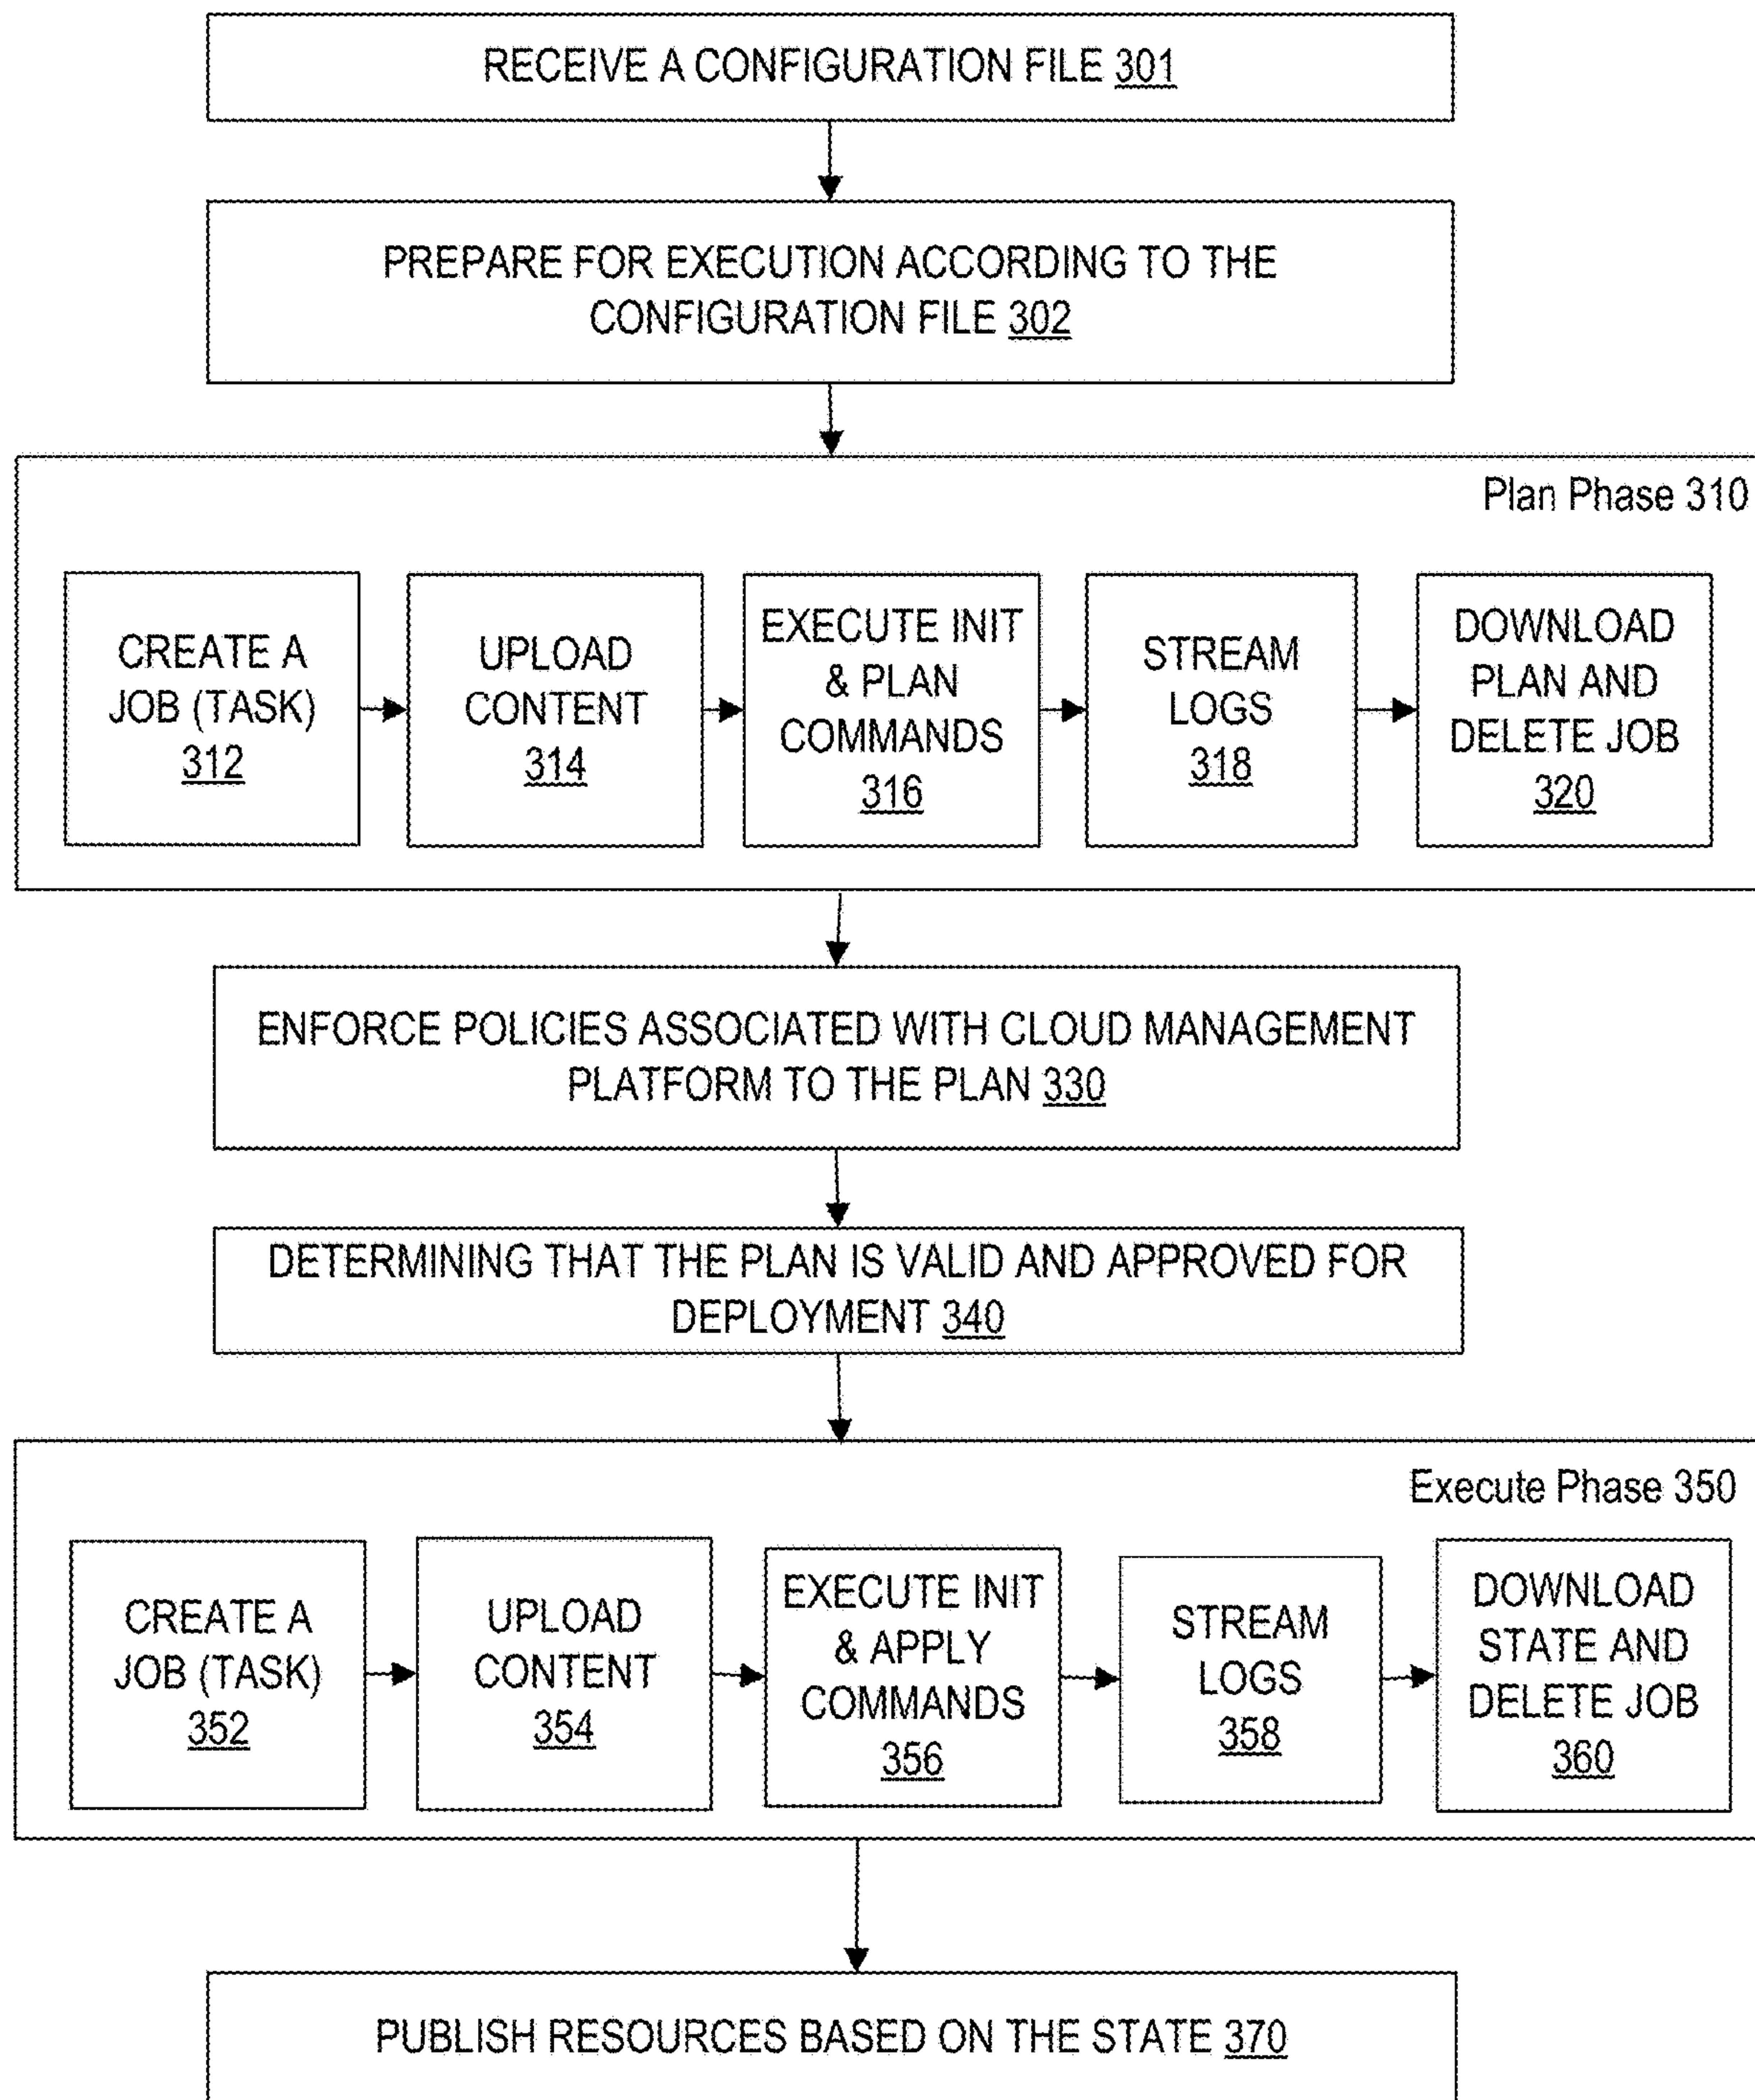 RECEIVE A CONFIGURATION FILE 301
PREPARE FOR EXECUTION ACCORDING TO THE
CONFIGURATION FILE 302
Plan Phase 310
CREATE A
JOB (TASK)
312
UPLOAD
CONTENT
314
EXECUTE INIT
& PLAN
COMMANDS
316
STREAM
LOGS
318
DOWNLOAD
PLAN AND
DELETE JOB
320
ENFORCE POLICIES ASSOCIATED WITH CLOUD MANAGEMENT
PLATFORM TO THE PLAN 330
DETERMINING THAT THE PLAN IS VALID AND APPROVED FOR
DEPLOYMENT 340
Execute Phase 350
CREATE A
JOB (TASK)
352
UPLOAD
CONTENT
354
EXECUTE INIT
& APPLY
COMMANDS
356
STREAM
LOGS
358
DOWNLOAD
STATE AND
DELETE JOB
360
PUBLISH RESOURCES BASED ON THE STATE 370